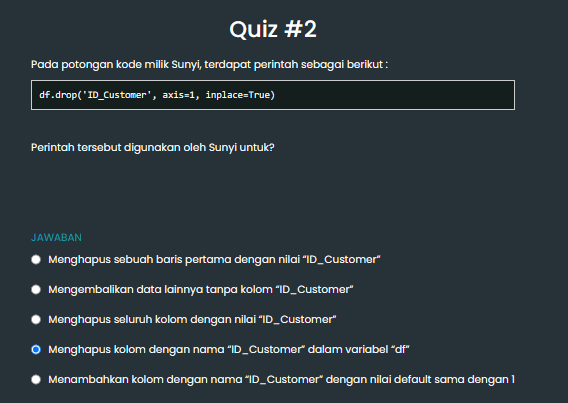 Quiz #2
Pada potongan kode milik Sunyi, terdapat perintah sebagai berikut :
df.drop('ID_Customer', axis=1, inplace=True)
Perintah tersebut digunakan oleh Sunyi untuk?
JAWABAN
Menghapus sebuah baris pertama dengan nilai “ID_Customer”
Mengembalikan data lainnya tanpa kolom “ID_Customer”
Menghapus seluruh kolom dengan nilai “ID_Customer”
Menghapus kolom dengan nama “ID_Customer” dalam variabel “df”
Menambahkan kolom dengan nama “ID_Customer” dengan nilai default sama dengan 1